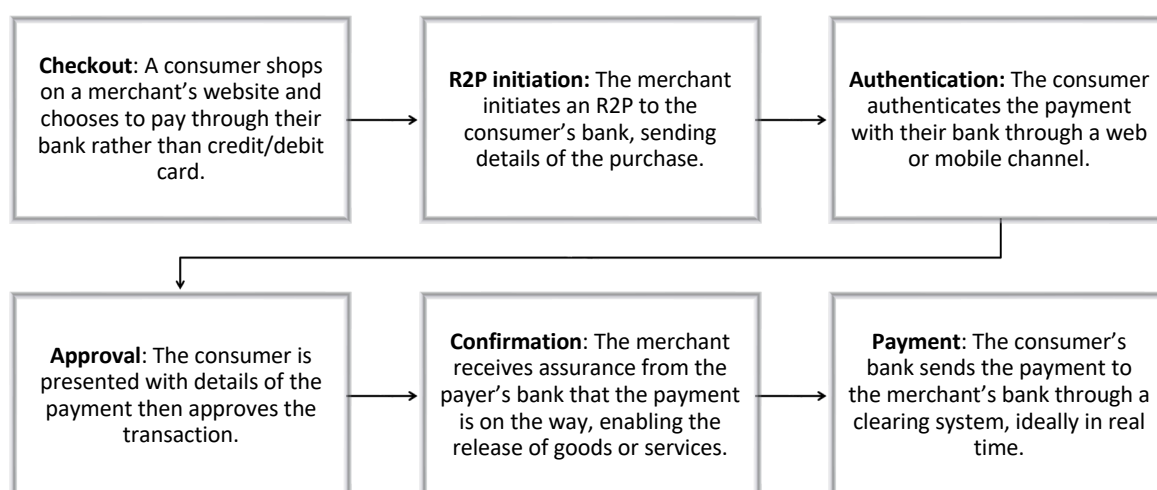 Checkout: A consumer shops
on a merchant’s website and
chooses to pay through their
bank rather than credit/debit
card.
R2P initiation: The merchant
initiates an R2P to the
consumer’s bank, sending
details of the purchase.
Authentication: The consumer
authenticates the payment
with their bank through a web
or mobile channel.
Approval: The consumer is
presented with details of the
payment then approves the
transaction.
Confirmation: The merchant
receives assurance from the
payer’s bank that the payment
is on the way, enabling the
release of goods or services.
Payment: The consumer’s
bank sends the payment to
the merchant’s bank through a
clearing system, ideally in real
time.